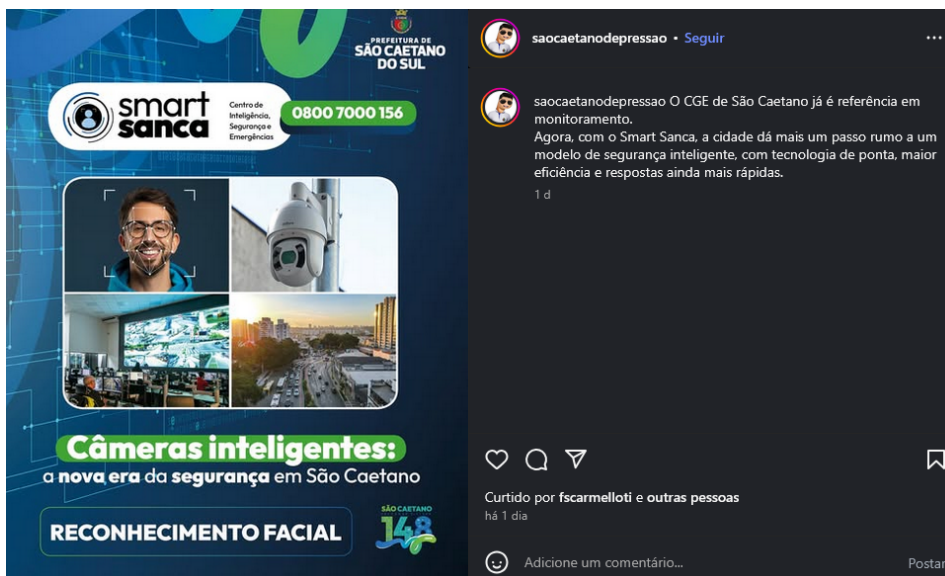 PREFEITURA DE
SÃO CAETANO
DO SUL
smart
sanca
Centro de
Inteligência,
Segurança e
Emergências
0800 7000 156
Câmeras inteligentes:
a nova era da segurança em São Caetano
RECONHECIMENTO FACIAL
SÃO CAETANO
148
saocaetanodepressao • Seguir
saocaetanodepressao O CGE de São Caetano já é referência em
monitoramento.
Agora, com o Smart Sanca, a cidade dá mais um passo rumo a um
modelo de segurança inteligente, com tecnologia de ponta, maior
eficiência e respostas ainda mais rápidas.
1 d
Curtido por fscarmelloti e outras pessoas
há 1 dia
Adicione um comentário...
Postar